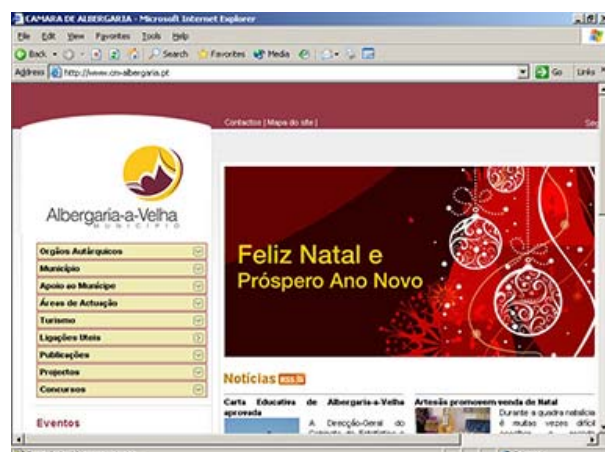 CAMARA DE ALBERGARIA - Microsoft Internet Explorer
File Edit View Favorites Tools Help
Back Search Favorites Media
Address http://www.cm-albergaria.pt Go Links
Contactos | Mapa do site |
Albergaria-a-Velha
MUNICÍPIO
Orgãos Autárquicos
Município
Apoio ao Munícipe
Áreas de Actuação
Turismo
Ligações Uteis
Publicações
Projectos
Concursos
Eventos
Feliz Natal e
Próspero Ano Novo
Notícias RSS
Carta Educativa de Albergaria-a-Velha
aprovada
A Direcção-Geral do
Artesãs promovem venda de Natal
Durante a quadra natalícia
é muitas vezes difícil